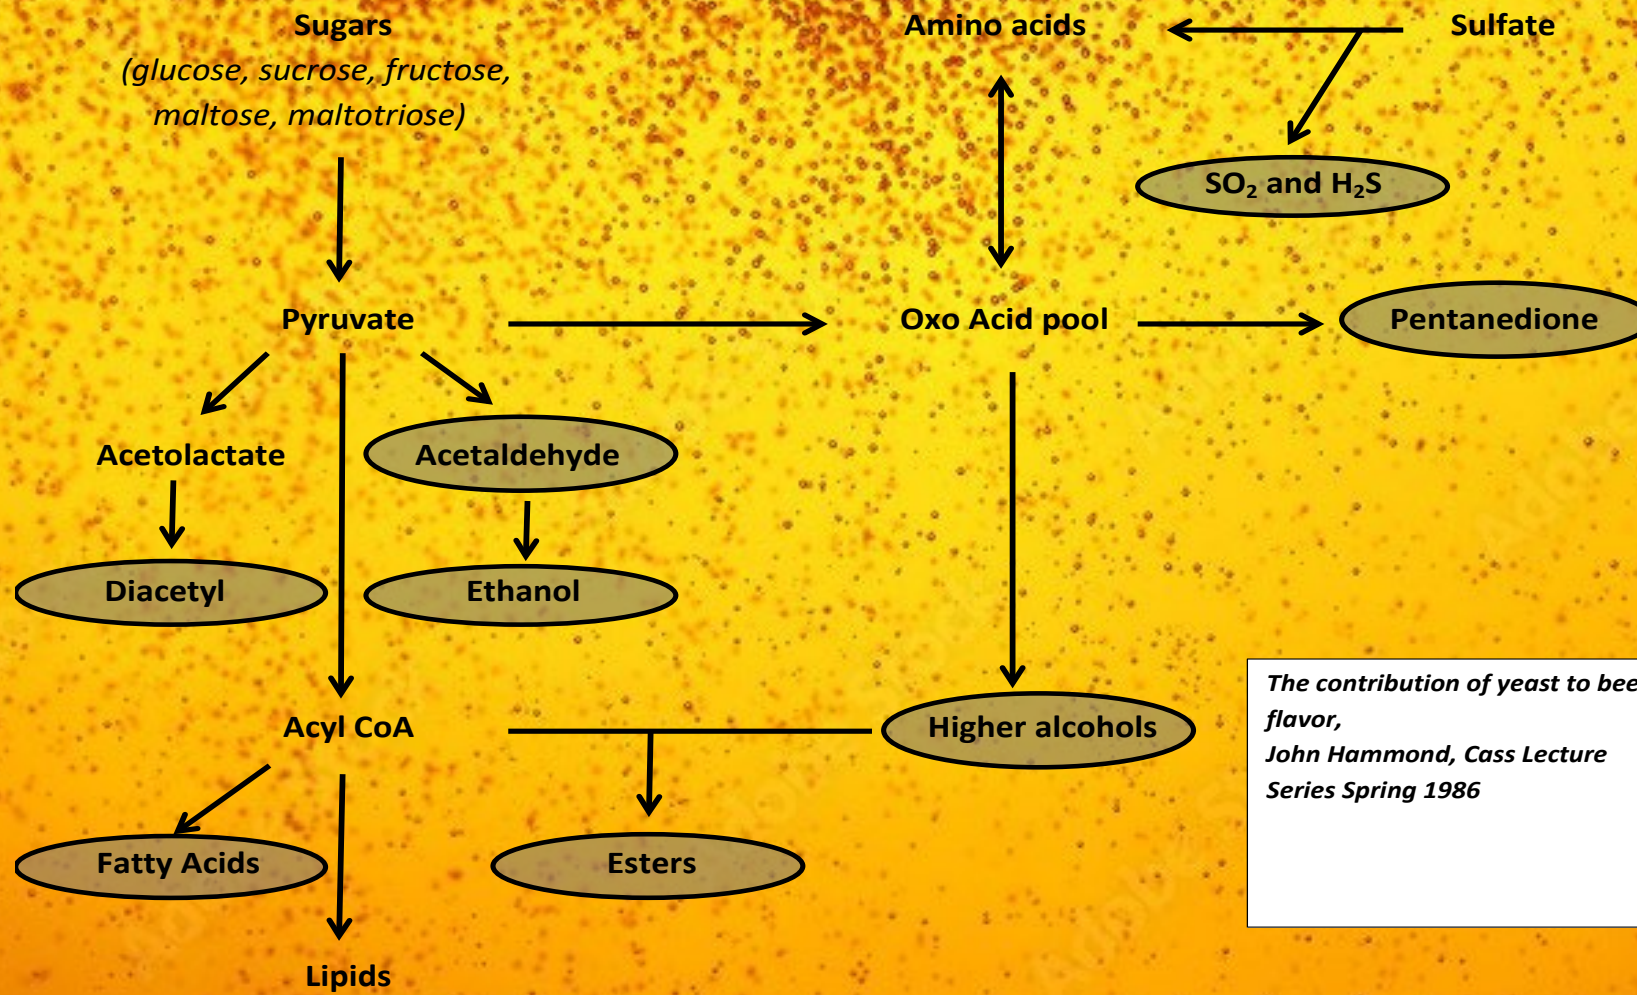 Sugars
(glucose, sucrose, fructose,
maltose, maltotriose)
Amino acids
Sulfate
SO₂ and H₂S
Pyruvate
Oxo Acid pool
Pentanedione
Acetolactate
Acetaldehyde
Diacetyl
Ethanol
Acyl CoA
Higher alcohols
The contribution of yeast to bee
flavor,
John Hammond, Cass Lecture
Series Spring 1986
Fatty Acids
Esters
Lipids